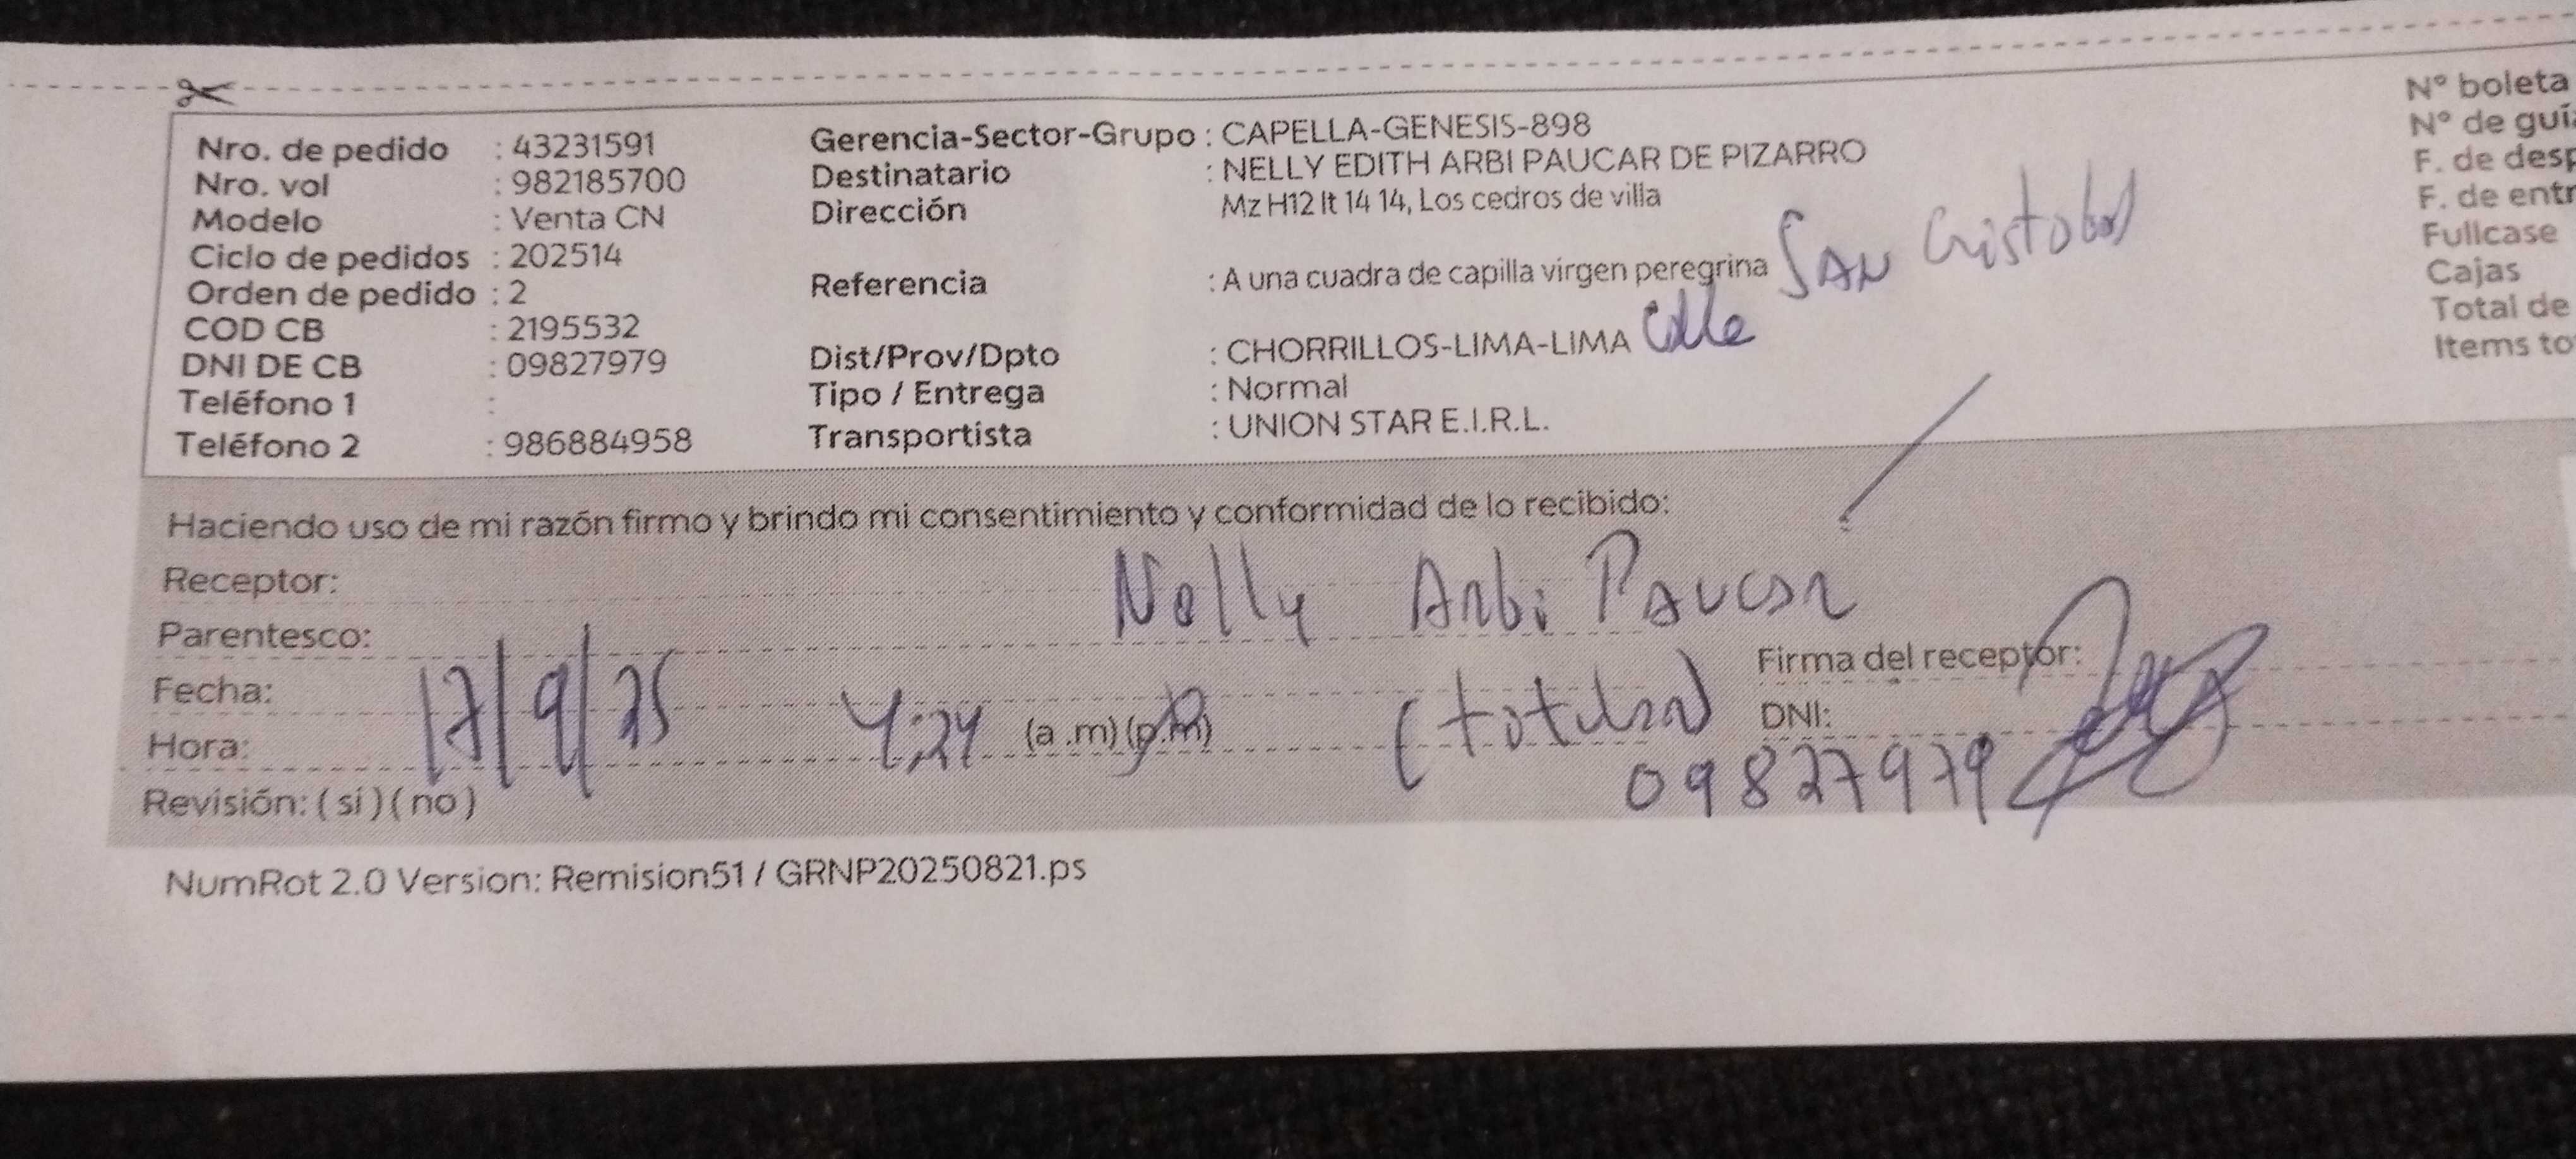 Nro. de pedido : 43231591
Nro. vol : 982185700
Modelo : Venta CN
Ciclo de pedidos : 202514
Orden de pedido : 2
COD CB : 2195532
DNI DE CB : 09827979
Teléfono 1 :
Teléfono 2 : 986884958
Gerencia-Sector-Grupo : CAPELLA-GENESIS-898
Destinatario : NELLY EDITH ARBI PAUCAR DE PIZARRO
Dirección Mz H12 lt 14 14, Los cedros de villa
Referencia : A una cuadra de capilla virgen peregrina
Calle SAN Cristobal
Dist/Prov/Dpto : CHORRILLOS-LIMA-LIMA
Tipo / Entrega : Normal
Transportista : UNION STAR E.I.R.L.
N° boleta
N° de guía
F. de desp
F. de entr
Fullcase
Cajas
Total de
Items to
Haciendo uso de mi razón firmo y brindo mi consentimiento y conformidad de lo recibido:
Receptor: Nelly Arbi Paucar
Parentesco: (titular)
Fecha: 17/9/25
Hora: 4:24 (a .m) (p.m)
Revisión: ( si ) ( no )
Firma del receptor:
DNI: 09827979
NumRot 2.0 Version: Remision51 / GRNP20250821.ps